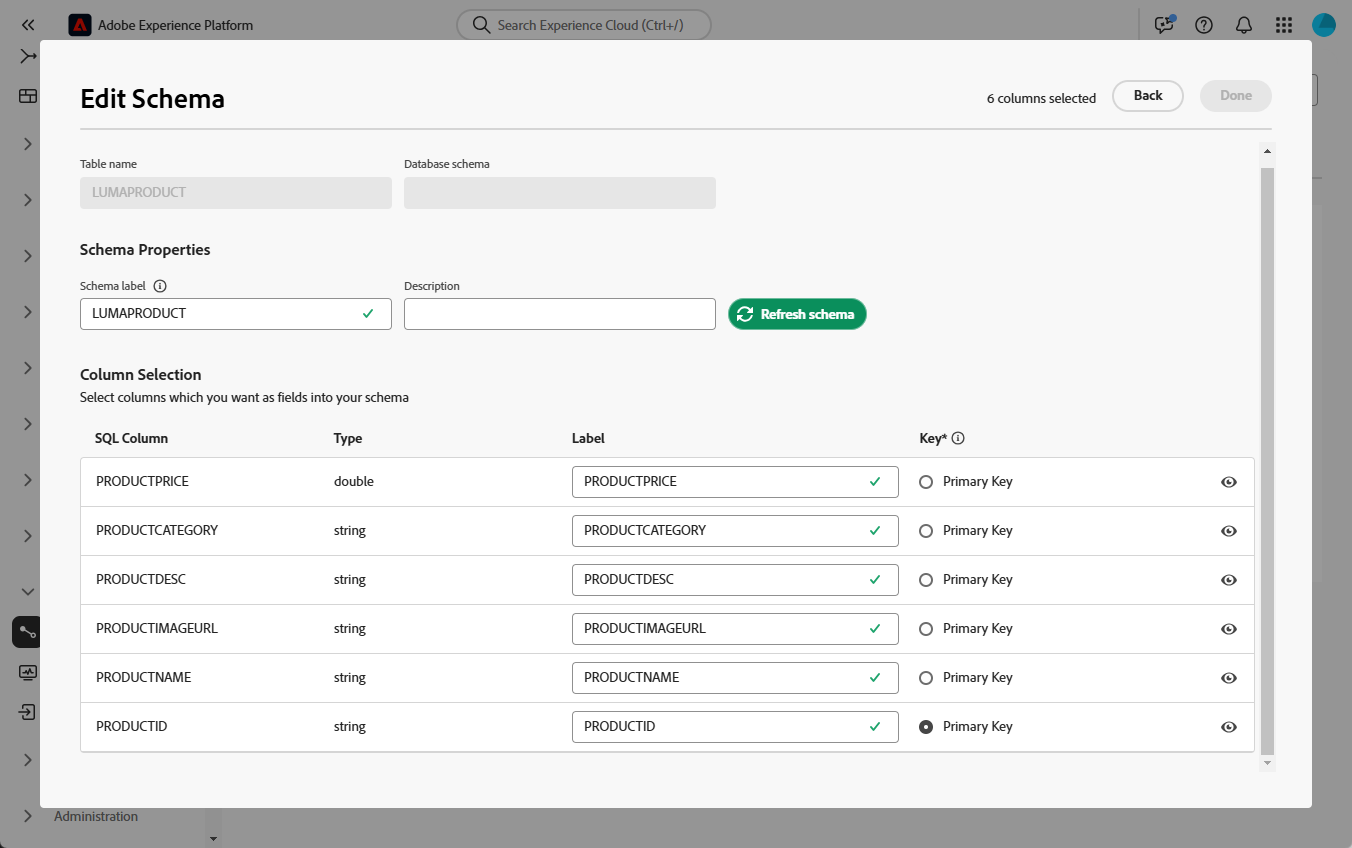 Adobe Experience Platform
Search Experience Cloud (Ctrl+/)
Edit Schema
6 columns selected
Back
Done
Table name
Database schema
LUMAPRODUCT
Schema Properties
Schema label
Description
LUMAPRODUCT
Refresh schema
Column Selection
Select columns which you want as fields into your schema
SQL Column Type Label Key*
PRODUCTPRICE double PRODUCTPRICE Primary Key
PRODUCTCATEGORY string PRODUCTCATEGORY Primary Key
PRODUCTDESC string PRODUCTDESC Primary Key
PRODUCTIMAGEURL string PRODUCTIMAGEURL Primary Key
PRODUCTNAME string PRODUCTNAME Primary Key
PRODUCTID string PRODUCTID Primary Key
Administration